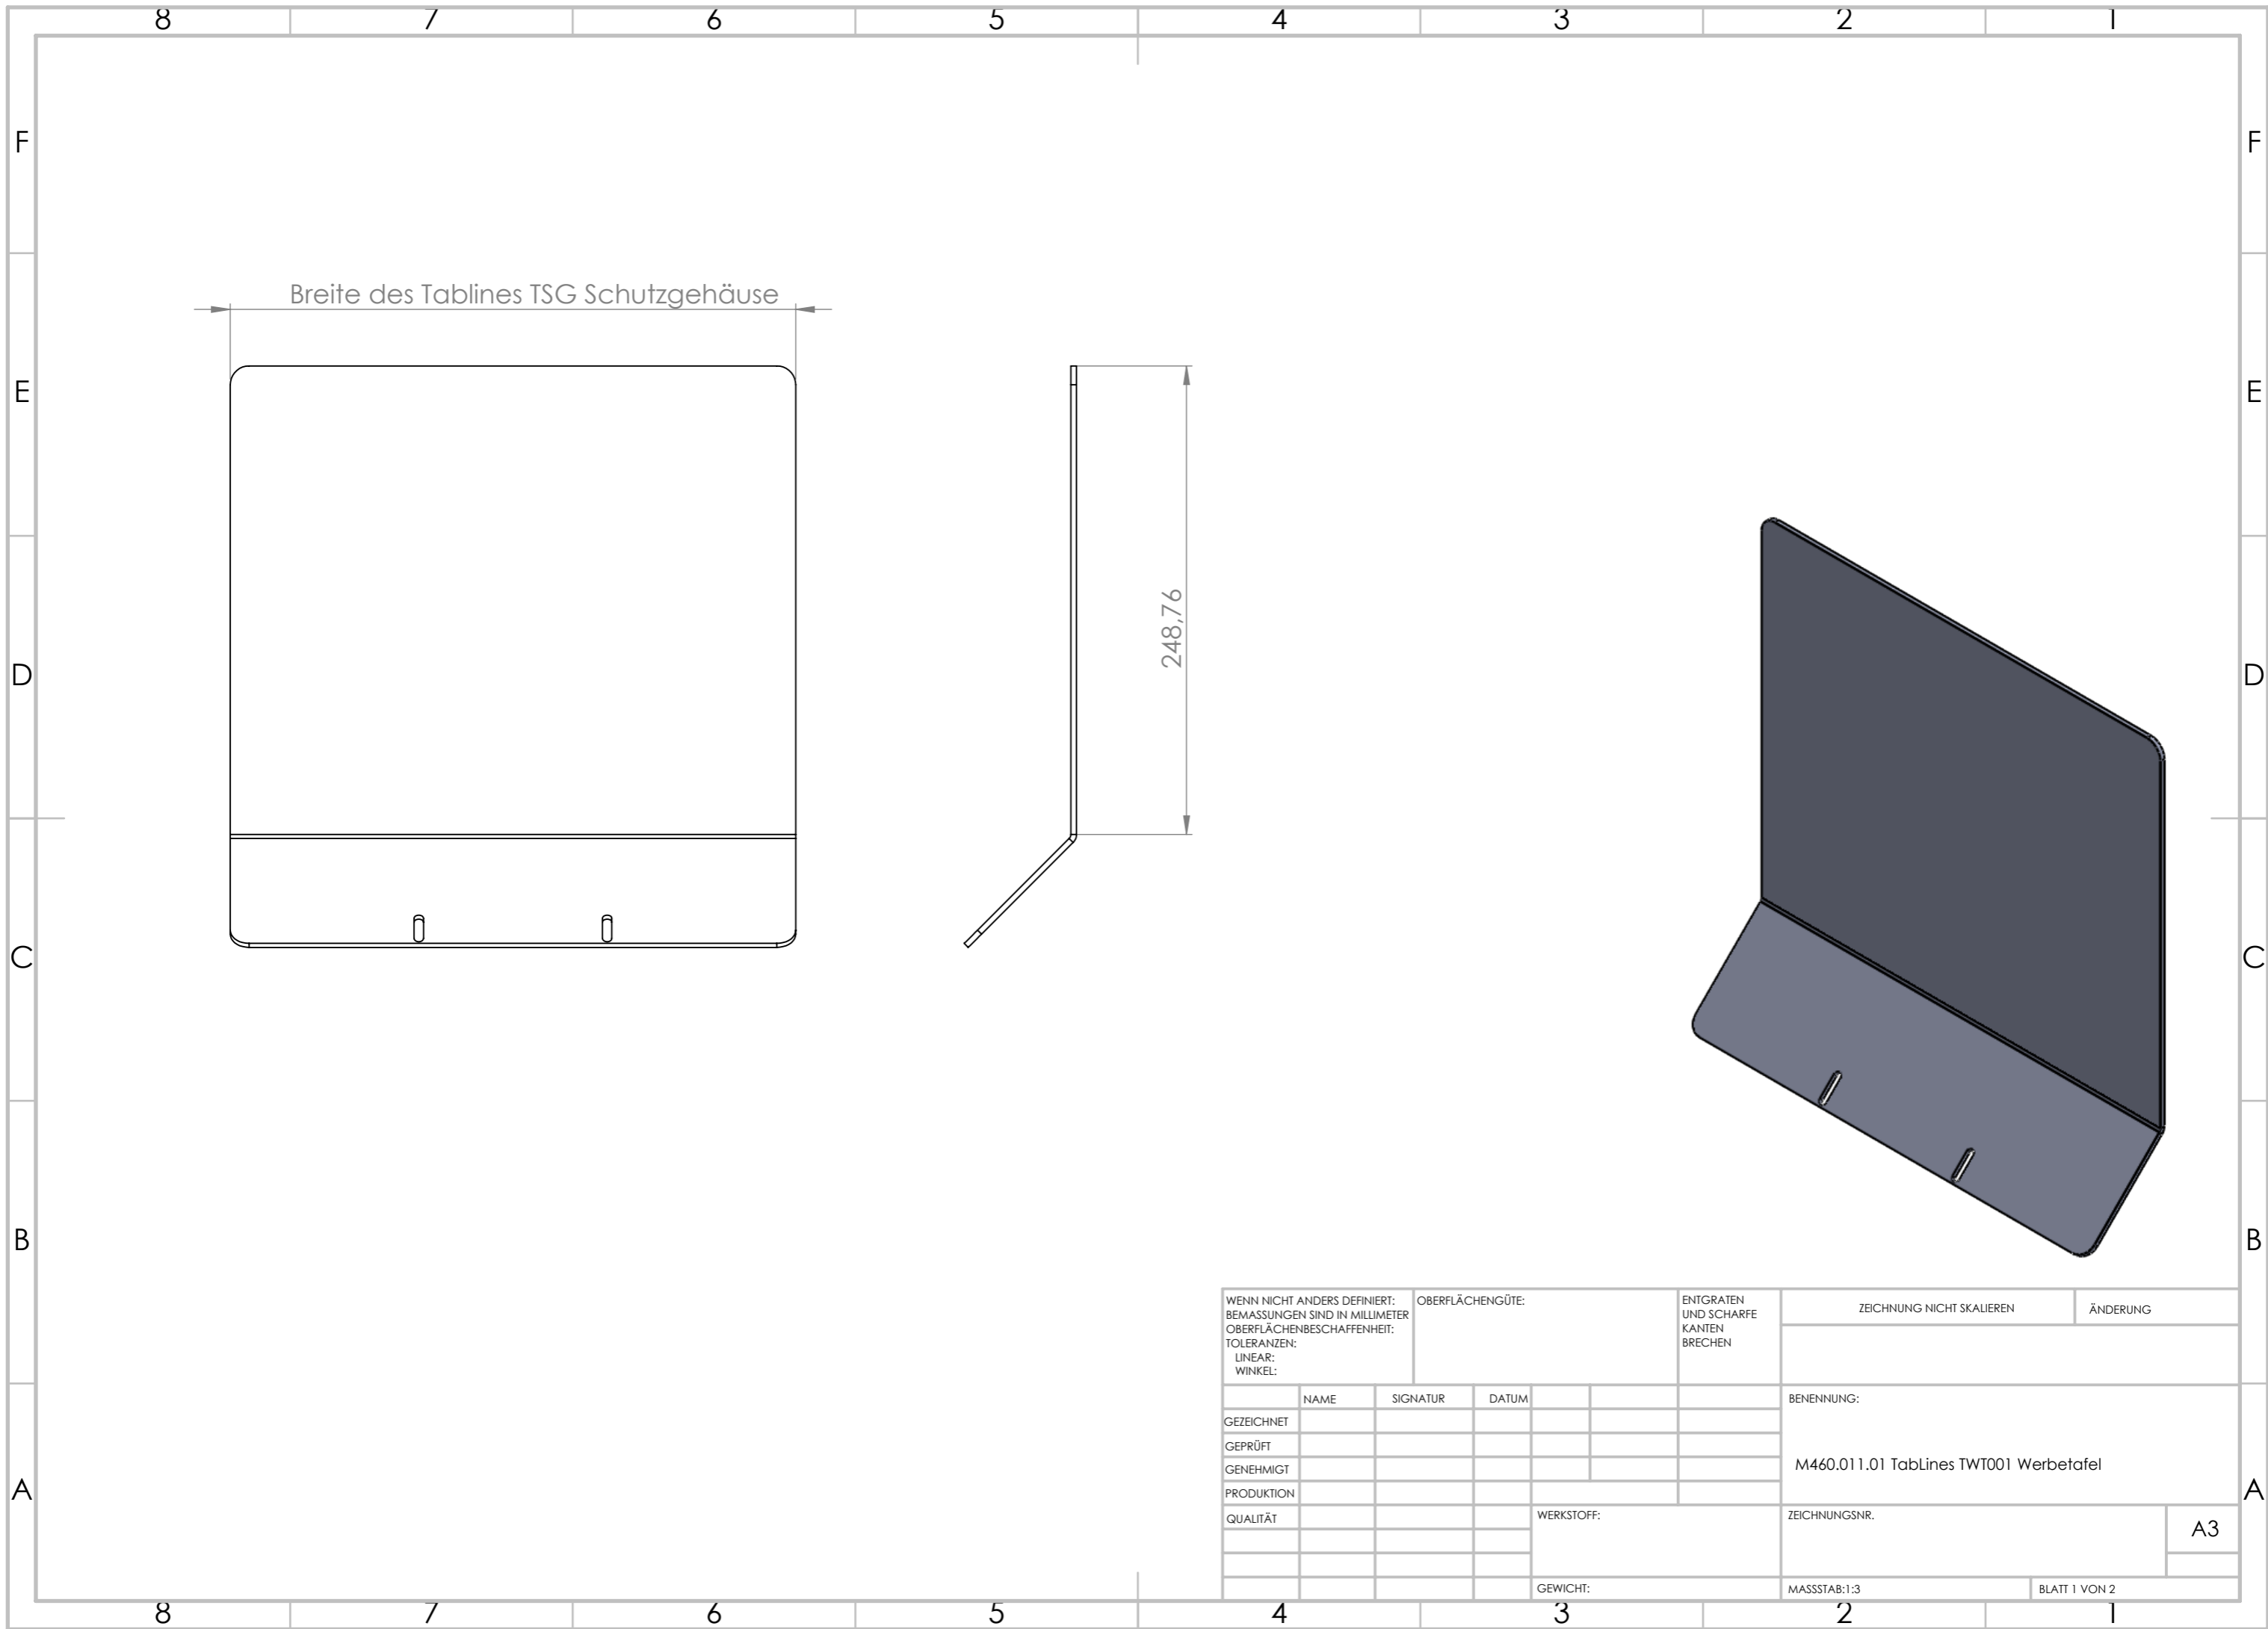 8 7 6 5 4 3 2 1
F F
Breite des Tablines TSG Schutzgehäuse
E E
248,76
D D
C C
B B
WENN NICHT ANDERS DEFINIERT:
BEMASSUNGEN SIND IN MILLIMETER
OBERFLÄCHENBESCHAFFENHEIT:
TOLERANZEN:
LINEAR:
WINKEL:
OBERFLÄCHENGÜTE:
ENTGRATEN
UND SCHARFE
KANTEN
BRECHEN
ZEICHNUNG NICHT SKALIEREN
ÄNDERUNG
NAME SIGNATUR DATUM
GEZEICHNET
GEPRÜFT
GENEHMIGT
PRODUKTION
QUALITÄT
BENENNUNG:
M460.011.01 TabLines TWT001 Werbetafel
A A
WERKSTOFF:
ZEICHNUNGSNR.
A3
GEWICHT:
MASSSTAB:1:3
BLATT 1 VON 2
8 7 6 5 4 3 2 1